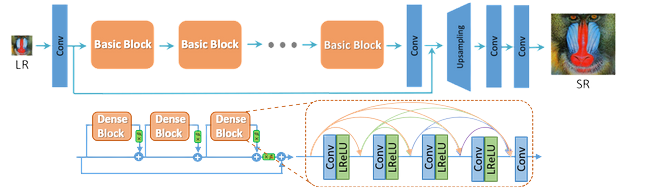 LR
Conv
Basic Block
Basic Block
Basic Block
Conv
Upsampling
Conv
Conv
SR
Dense
Block
Dense
Block
Dense
Block
Conv
LReLU
Conv
LReLU
Conv
LReLU
Conv
LReLU
Conv